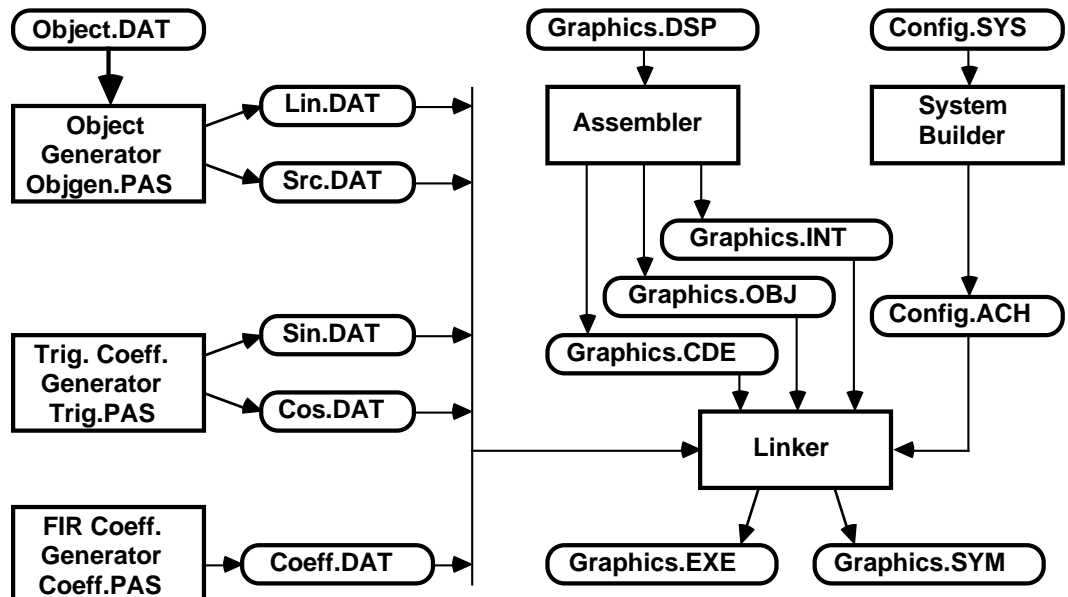 Object.DAT
Graphics.DSP
Config.SYS
Object
Generator
Objgen.PAS
Lin.DAT
Src.DAT
Assembler
System
Builder
Graphics.INT
Graphics.OBJ
Graphics.CDE
Config.ACH
Trig. Coeff.
Generator
Trig.PAS
Sin.DAT
Cos.DAT
Linker
FIR Coeff.
Generator
Coeff.PAS
Coeff.DAT
Graphics.EXE
Graphics.SYM